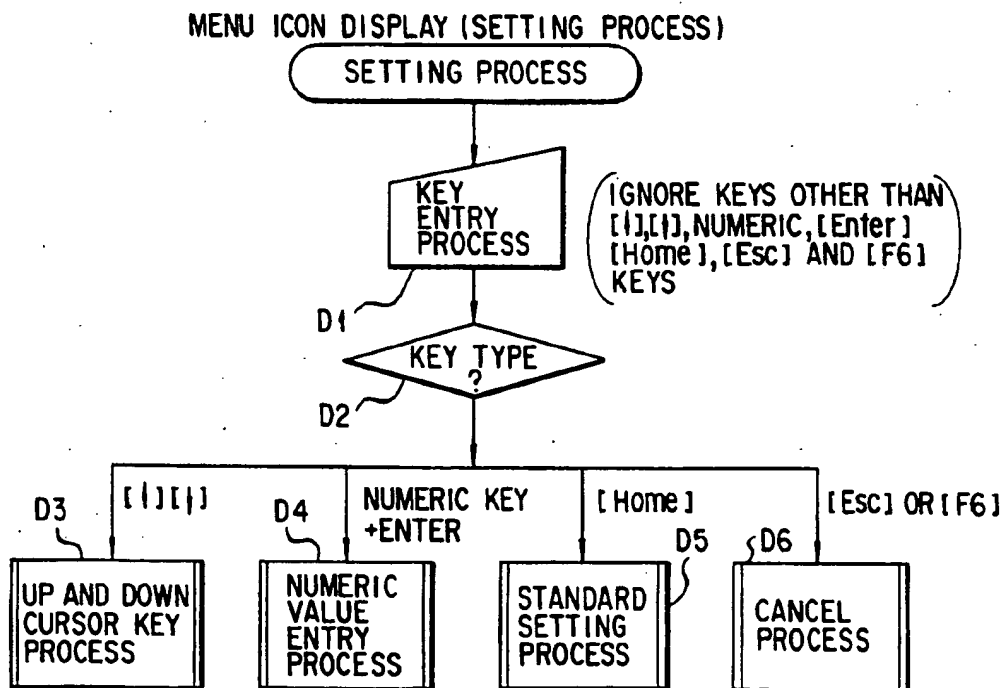 MENU ICON DISPLAY (SETTING PROCESS)
SETTING PROCESS
KEY
ENTRY
PROCESS
IGNORE KEYS OTHER THAN
[↓],[↑],NUMERIC,[Enter]
[Home],[Esc] AND [F6]
KEYS
D1
KEY TYPE
?
D2
[↓][↑]
NUMERIC KEY
+ENTER
[Home]
[Esc] OR [F6]
D3
D4
D5
D6
UP AND DOWN
CURSOR KEY
PROCESS
NUMERIC
VALUE
ENTRY
PROCESS
STANDARD
SETTING
PROCESS
CANCEL
PROCESS